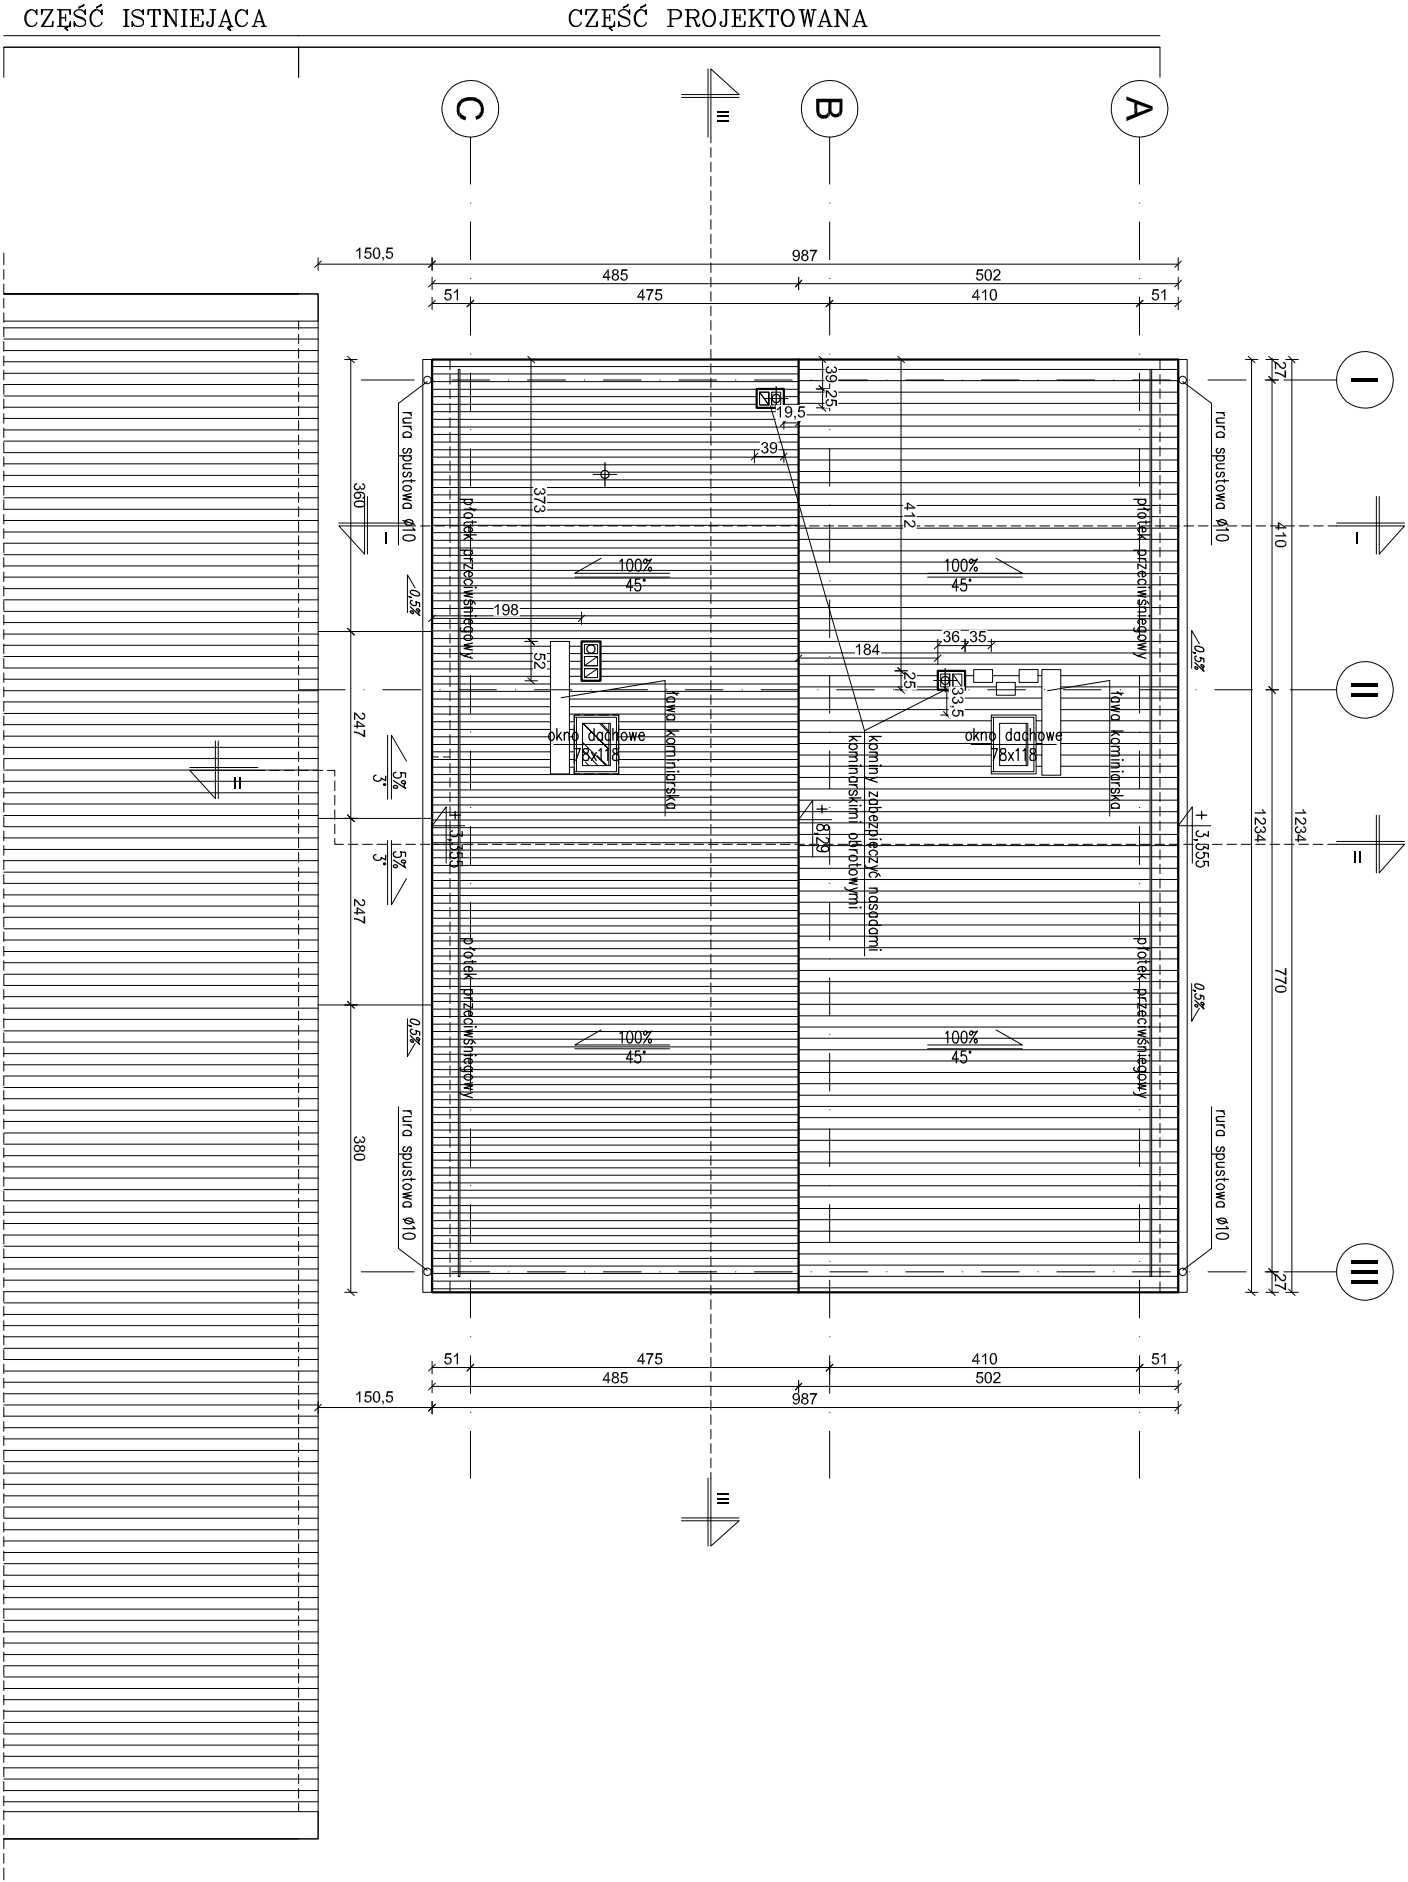 CZĘŚĆ ISTNIEJĄCA
CZĘŚĆ PROJEKTOWANA
C
B
A
III
150,5
987
485
502
51
475
410
51
I
27
39
25
19,5
39
rura spustowa ø10
rura spustowa ø10
360
373
412
410
płotek przeciwśniegowy
płotek przeciwśniegowy
I
I
100%
45°
100%
45°
0,5%
0,5%
198
52
184
36
35
25
33,5
II
ława kominiarska
ława kominiarska
okno dachowe
78x118
okno dachowe
78x118
kominy zabezpieczyć nasadami
kominiarskimi obrotowymi
247
5%
3°
II
+ 3,355
+ 8,29
+ 3,355
1234
1234
II
5%
3°
247
płotek przeciwśniegowy
płotek przeciwśniegowy
770
0,5%
0,5%
100%
45°
100%
45°
380
rura spustowa ø10
rura spustowa ø10
III
27
51
475
410
51
485
502
150,5
987
III